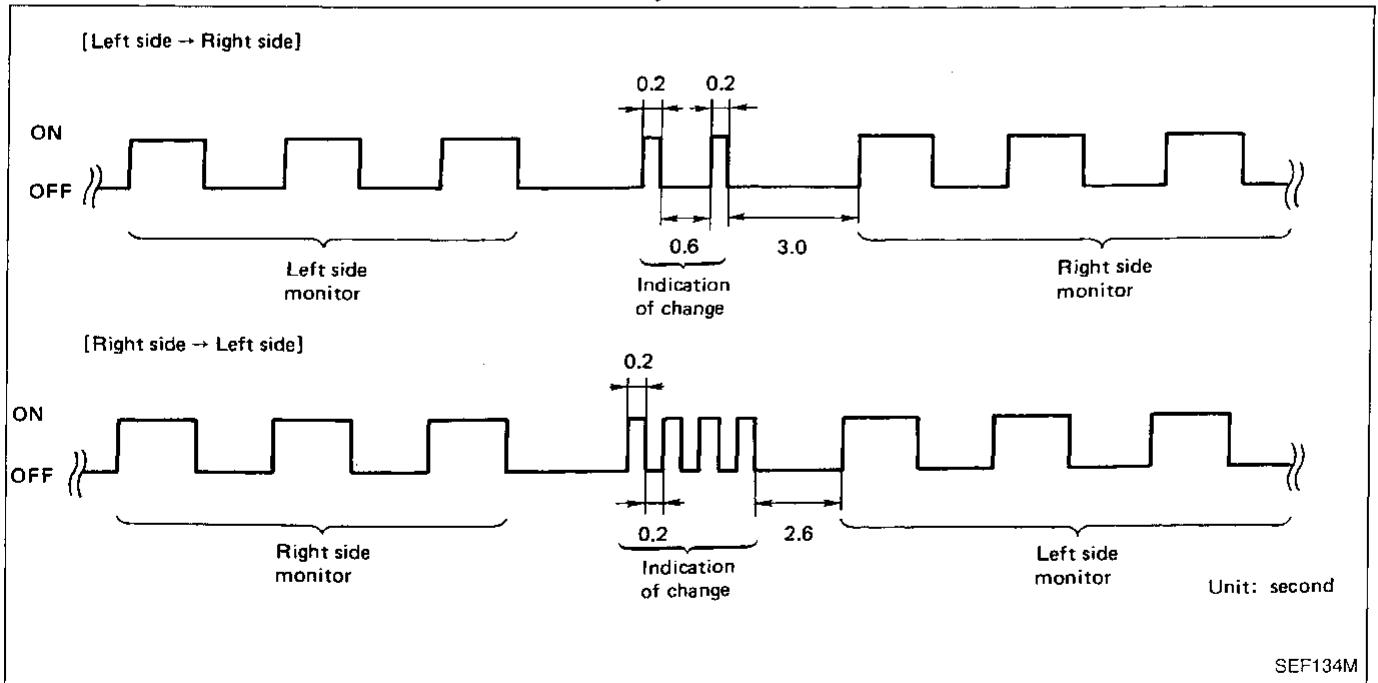 [Left side → Right side]
0.2 0.2
ON
OFF
0.6 3.0
Left side
monitor
Indication
of change
Right side
monitor
[Right side → Left side]
0.2
ON
OFF
0.2 2.6
Right side
monitor
Indication
of change
Left side
monitor
Unit: second
SEF134M